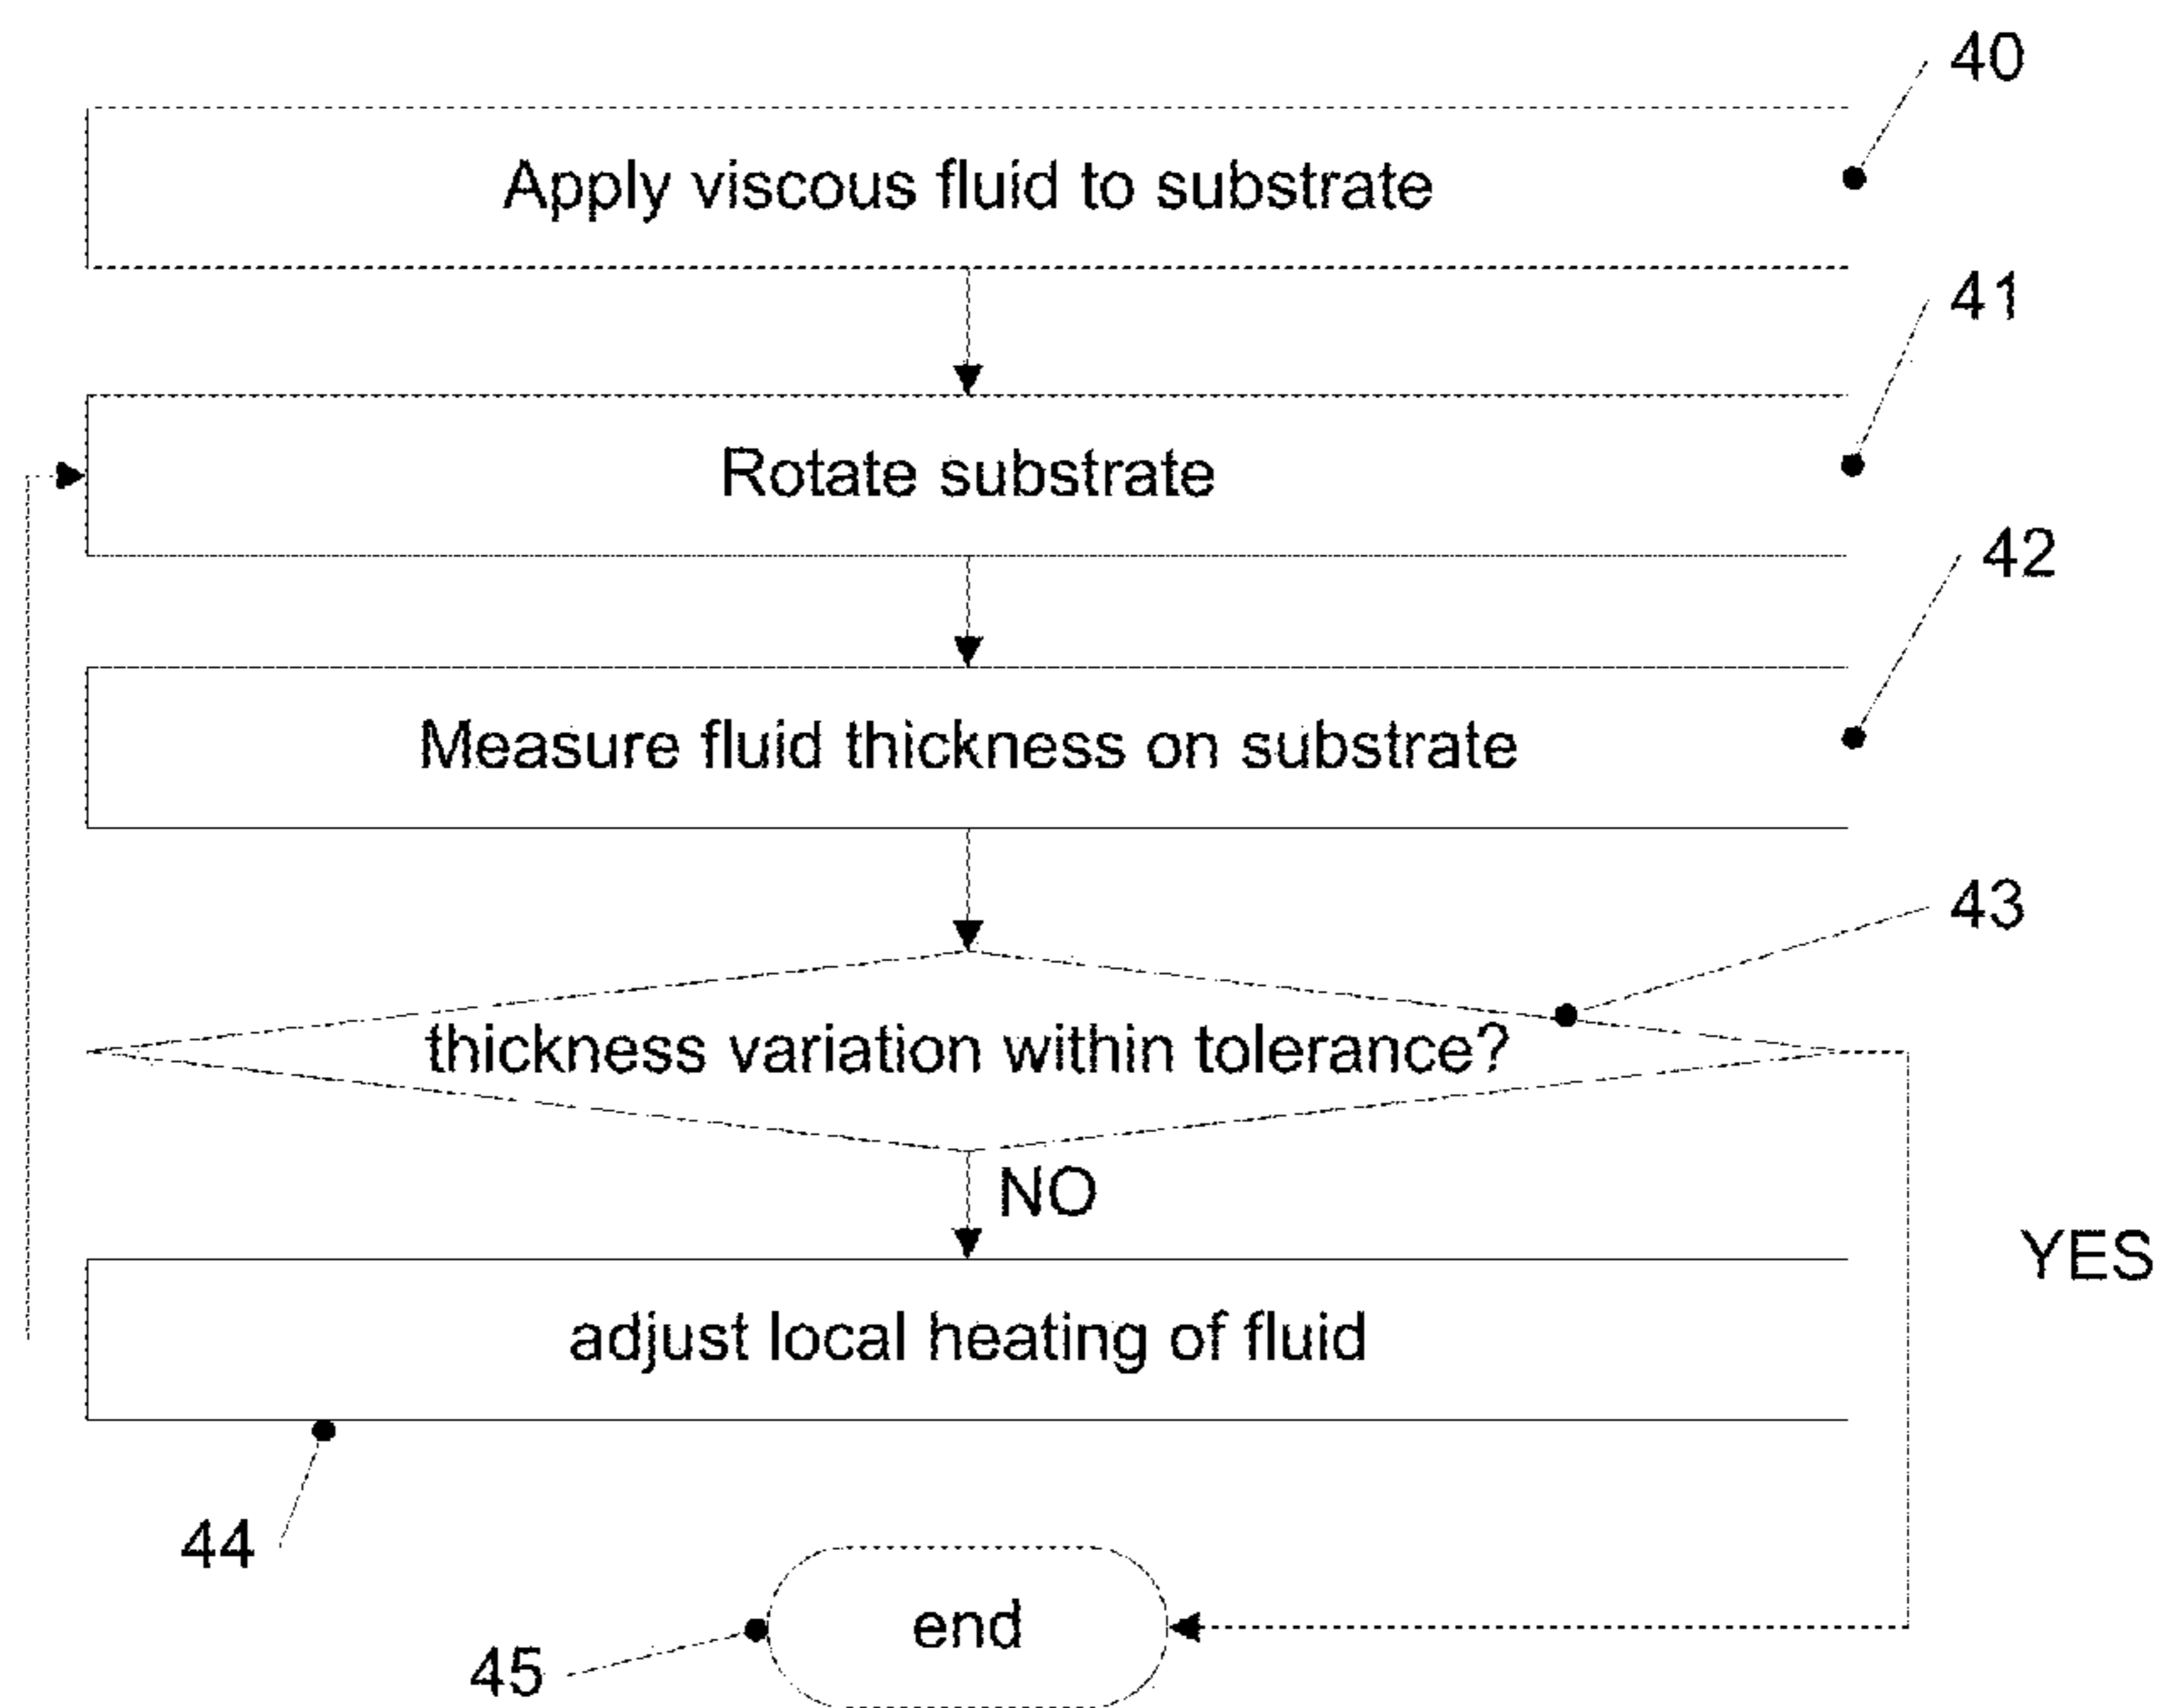 40
Apply viscous fluid to substrate
41
Rotate substrate
42
Measure fluid thickness on substrate
43
thickness variation within tolerance?
NO
YES
adjust local heating of fluid
44
end
45